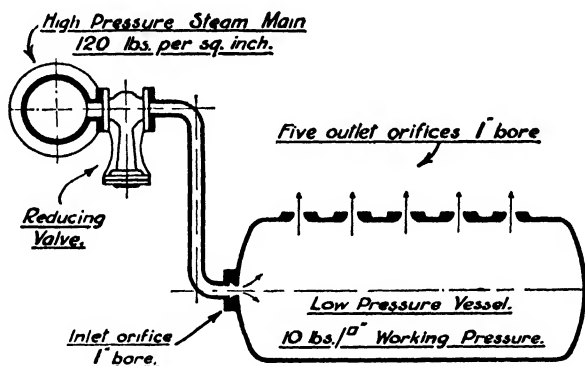 High Pressure Steam Main
120 lbs. per sq. inch.
Five outlet orifices 1" bore
Reducing
Valve.
Low Pressure Vessel.
10 lbs./□" Working Pressure.
Inlet orifice
1" bore.